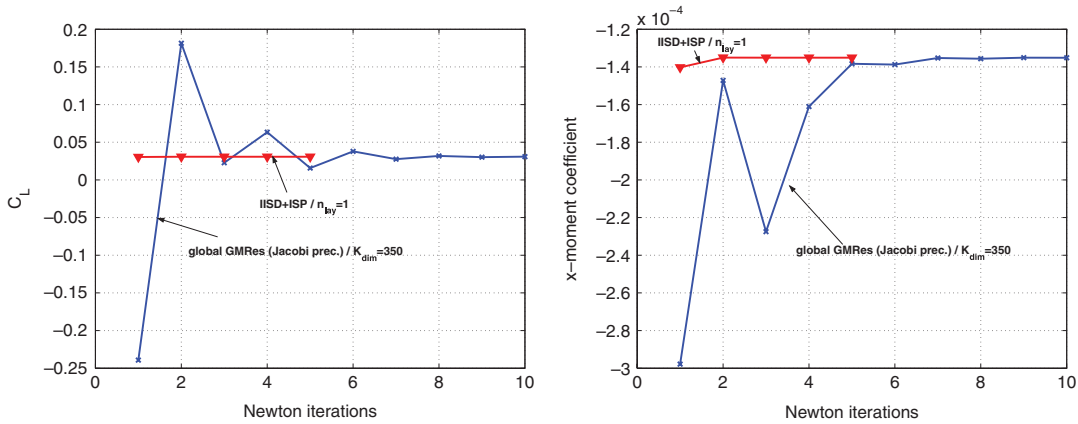 0.2
0.15
0.1
0.05
0
−0.05
−0.1
−0.15
−0.2
−0.25
C_L
IISD+ISP / n_lay=1
global GMRes (Jacobi prec.) / K_dim=350
0 2 4 6 8 10
Newton iterations
x 10^−4
−1.2
−1.4
−1.6
−1.8
−2
−2.2
−2.4
−2.6
−2.8
−3
x−moment coefficient
IISD+ISP / n_lay=1
global GMRes (Jacobi prec.) / K_dim=350
0 2 4 6 8 10
Newton iterations